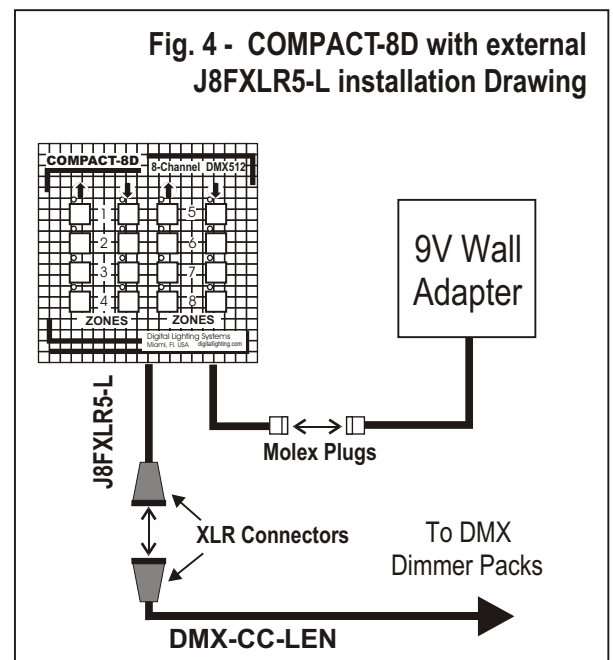 Fig. 4 - COMPACT-8D with external
J8FXLR5-L installation Drawing
COMPACT-8D
8-Channel DMX512
1
5
2
6
3
7
4
8
ZONES
ZONES
Digital Lighting Systems
Miami, Fl. USA digitallighting.com
9V Wall
Adapter
J8FXLR5-L
Molex Plugs
XLR Connectors
To DMX
Dimmer Packs
DMX-CC-LEN